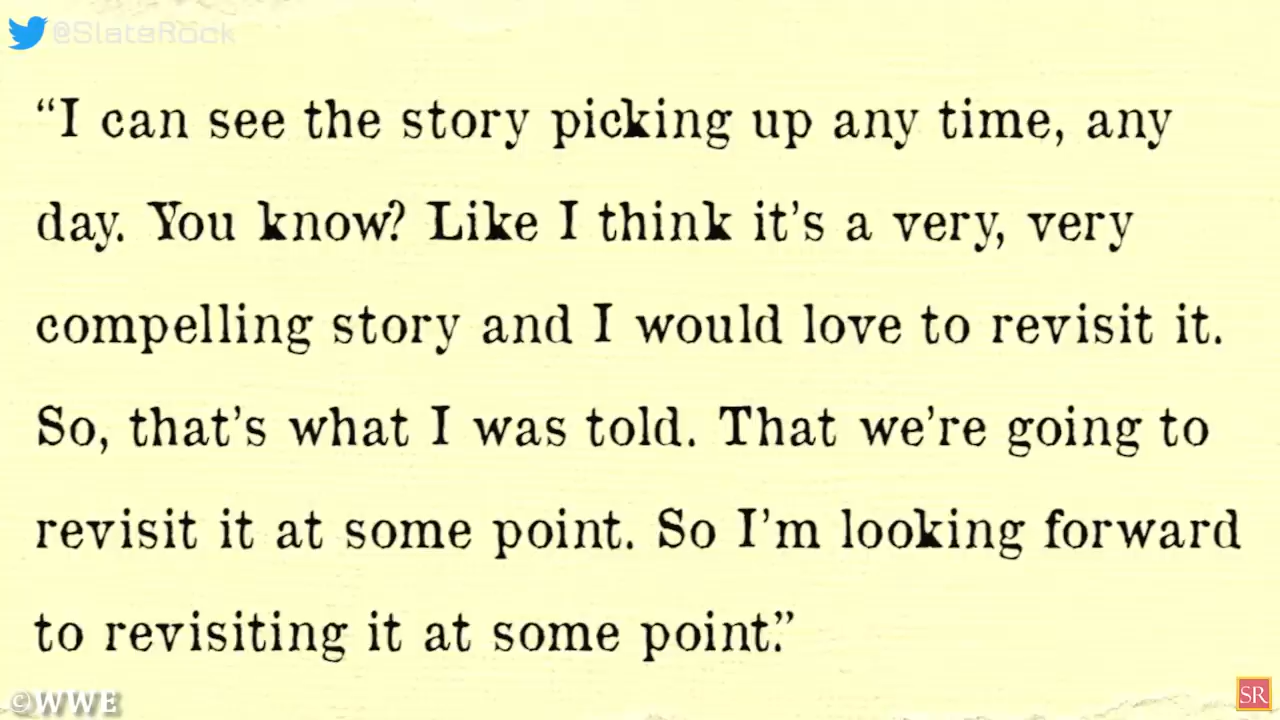 @SlateRock
“I can see the story picking up any time, any
day. You know? Like I think it’s a very, very
compelling story and I would love to revisit it.
So, that’s what I was told. That we’re going to
revisit it at some point. So I’m looking forward
to revisiting it at some point.”
©WWE
SR